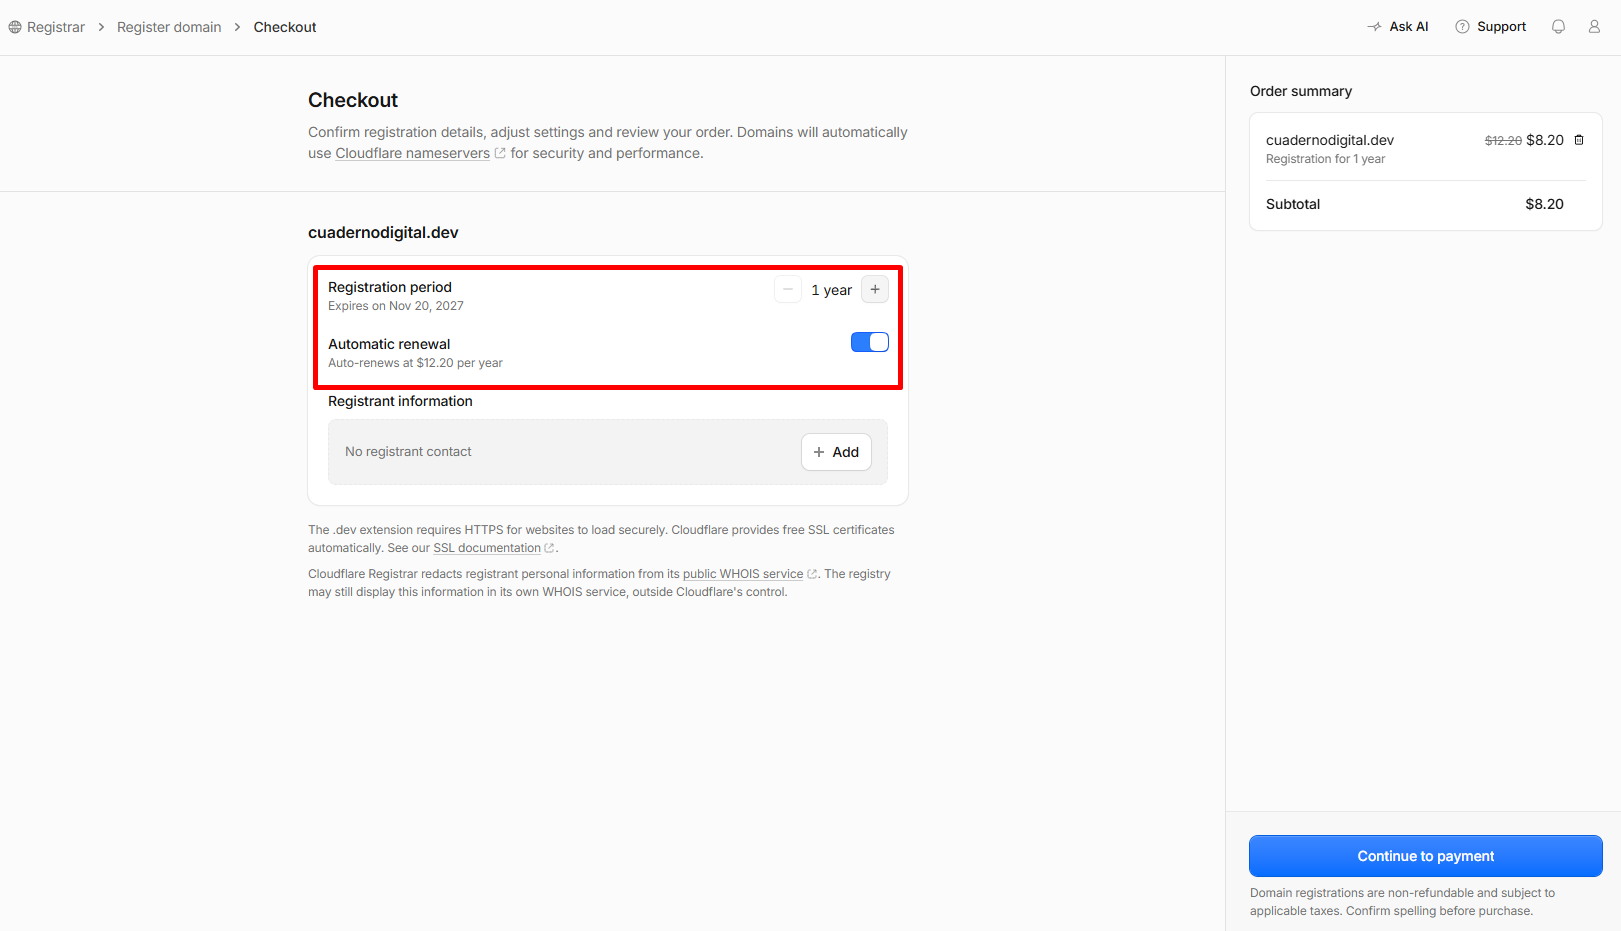 Registrar > Register domain > Checkout
Ask AI
Support
Checkout
Confirm registration details, adjust settings and review your order. Domains will automatically
use Cloudflare nameservers for security and performance.
cuadernodigital.dev
Registration period
Expires on Nov 20, 2027
− 1 year +
Automatic renewal
Auto-renews at $12.20 per year
Registrant information
No registrant contact
+ Add
The .dev extension requires HTTPS for websites to load securely. Cloudflare provides free SSL certificates
automatically. See our SSL documentation.
Cloudflare Registrar redacts registrant personal information from its public WHOIS service. The registry
may still display this information in its own WHOIS service, outside Cloudflare's control.
Order summary
cuadernodigital.dev $12.20 $8.20
Registration for 1 year
Subtotal $8.20
Continue to payment
Domain registrations are non-refundable and subject to
applicable taxes. Confirm spelling before purchase.